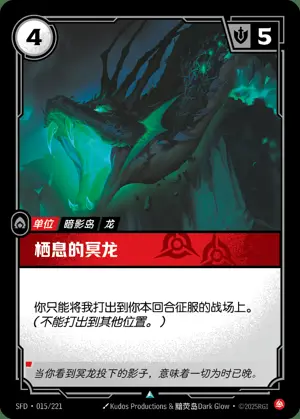 4
5
单位 暗影岛 龙
栖息的冥龙
你只能将我打出到你本回合征服的战场上。
（不能打出到其他位置。）
当你看到冥龙投下的影子，意味着一切为时已晚。
SFD • 015/221
Kudos Productions & 黯荧岛Dark Glow • ©2025RGI